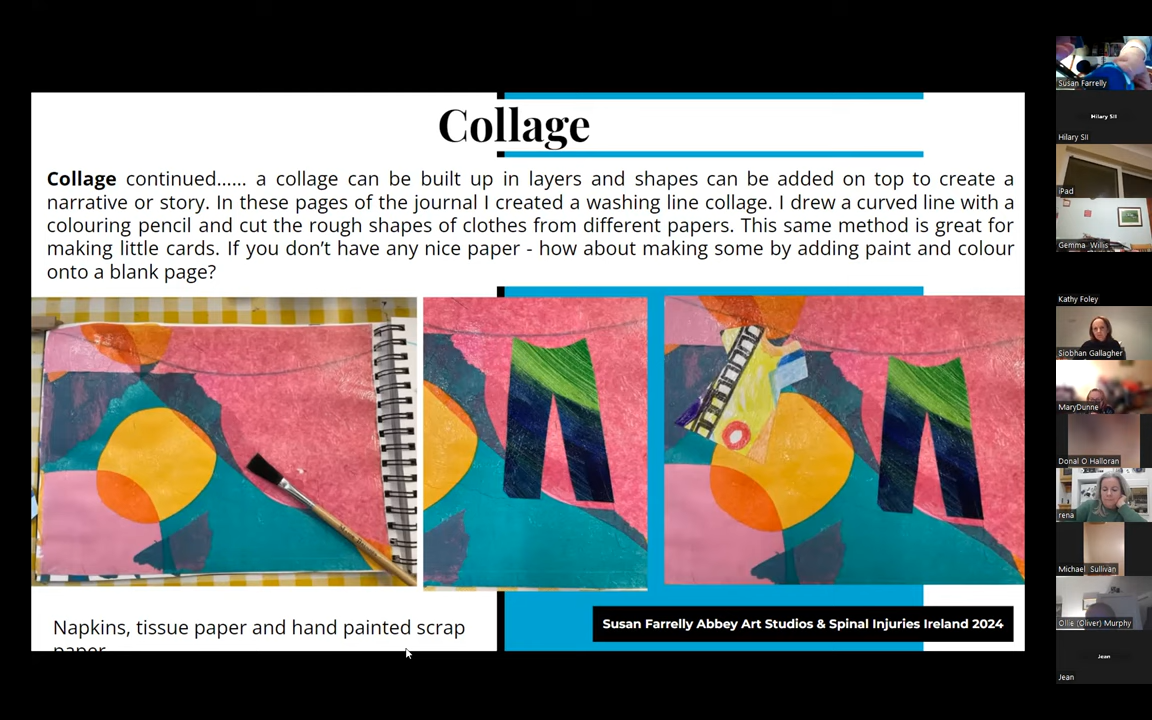 Collage
Collage continued...... a collage can be built up in layers and shapes can be added on top to create a
narrative or story. In these pages of the journal I created a washing line collage. I drew a curved line with a
colouring pencil and cut the rough shapes of clothes from different papers. This same method is great for
making little cards. If you don’t have any nice paper - how about making some by adding paint and colour
onto a blank page?
Napkins, tissue paper and hand painted scrap
paper
Susan Farrelly Abbey Art Studios & Spinal Injuries Ireland 2024
Susan Farrelly
Hilary SII
Hilary SII
iPad
Gemma Willis
Kathy Foley
Siobhan Gallagher
MaryDunne
Donal O Halloran
rena
Michael Sullivan
Ollie (Oliver) Murphy
Jean
Jean